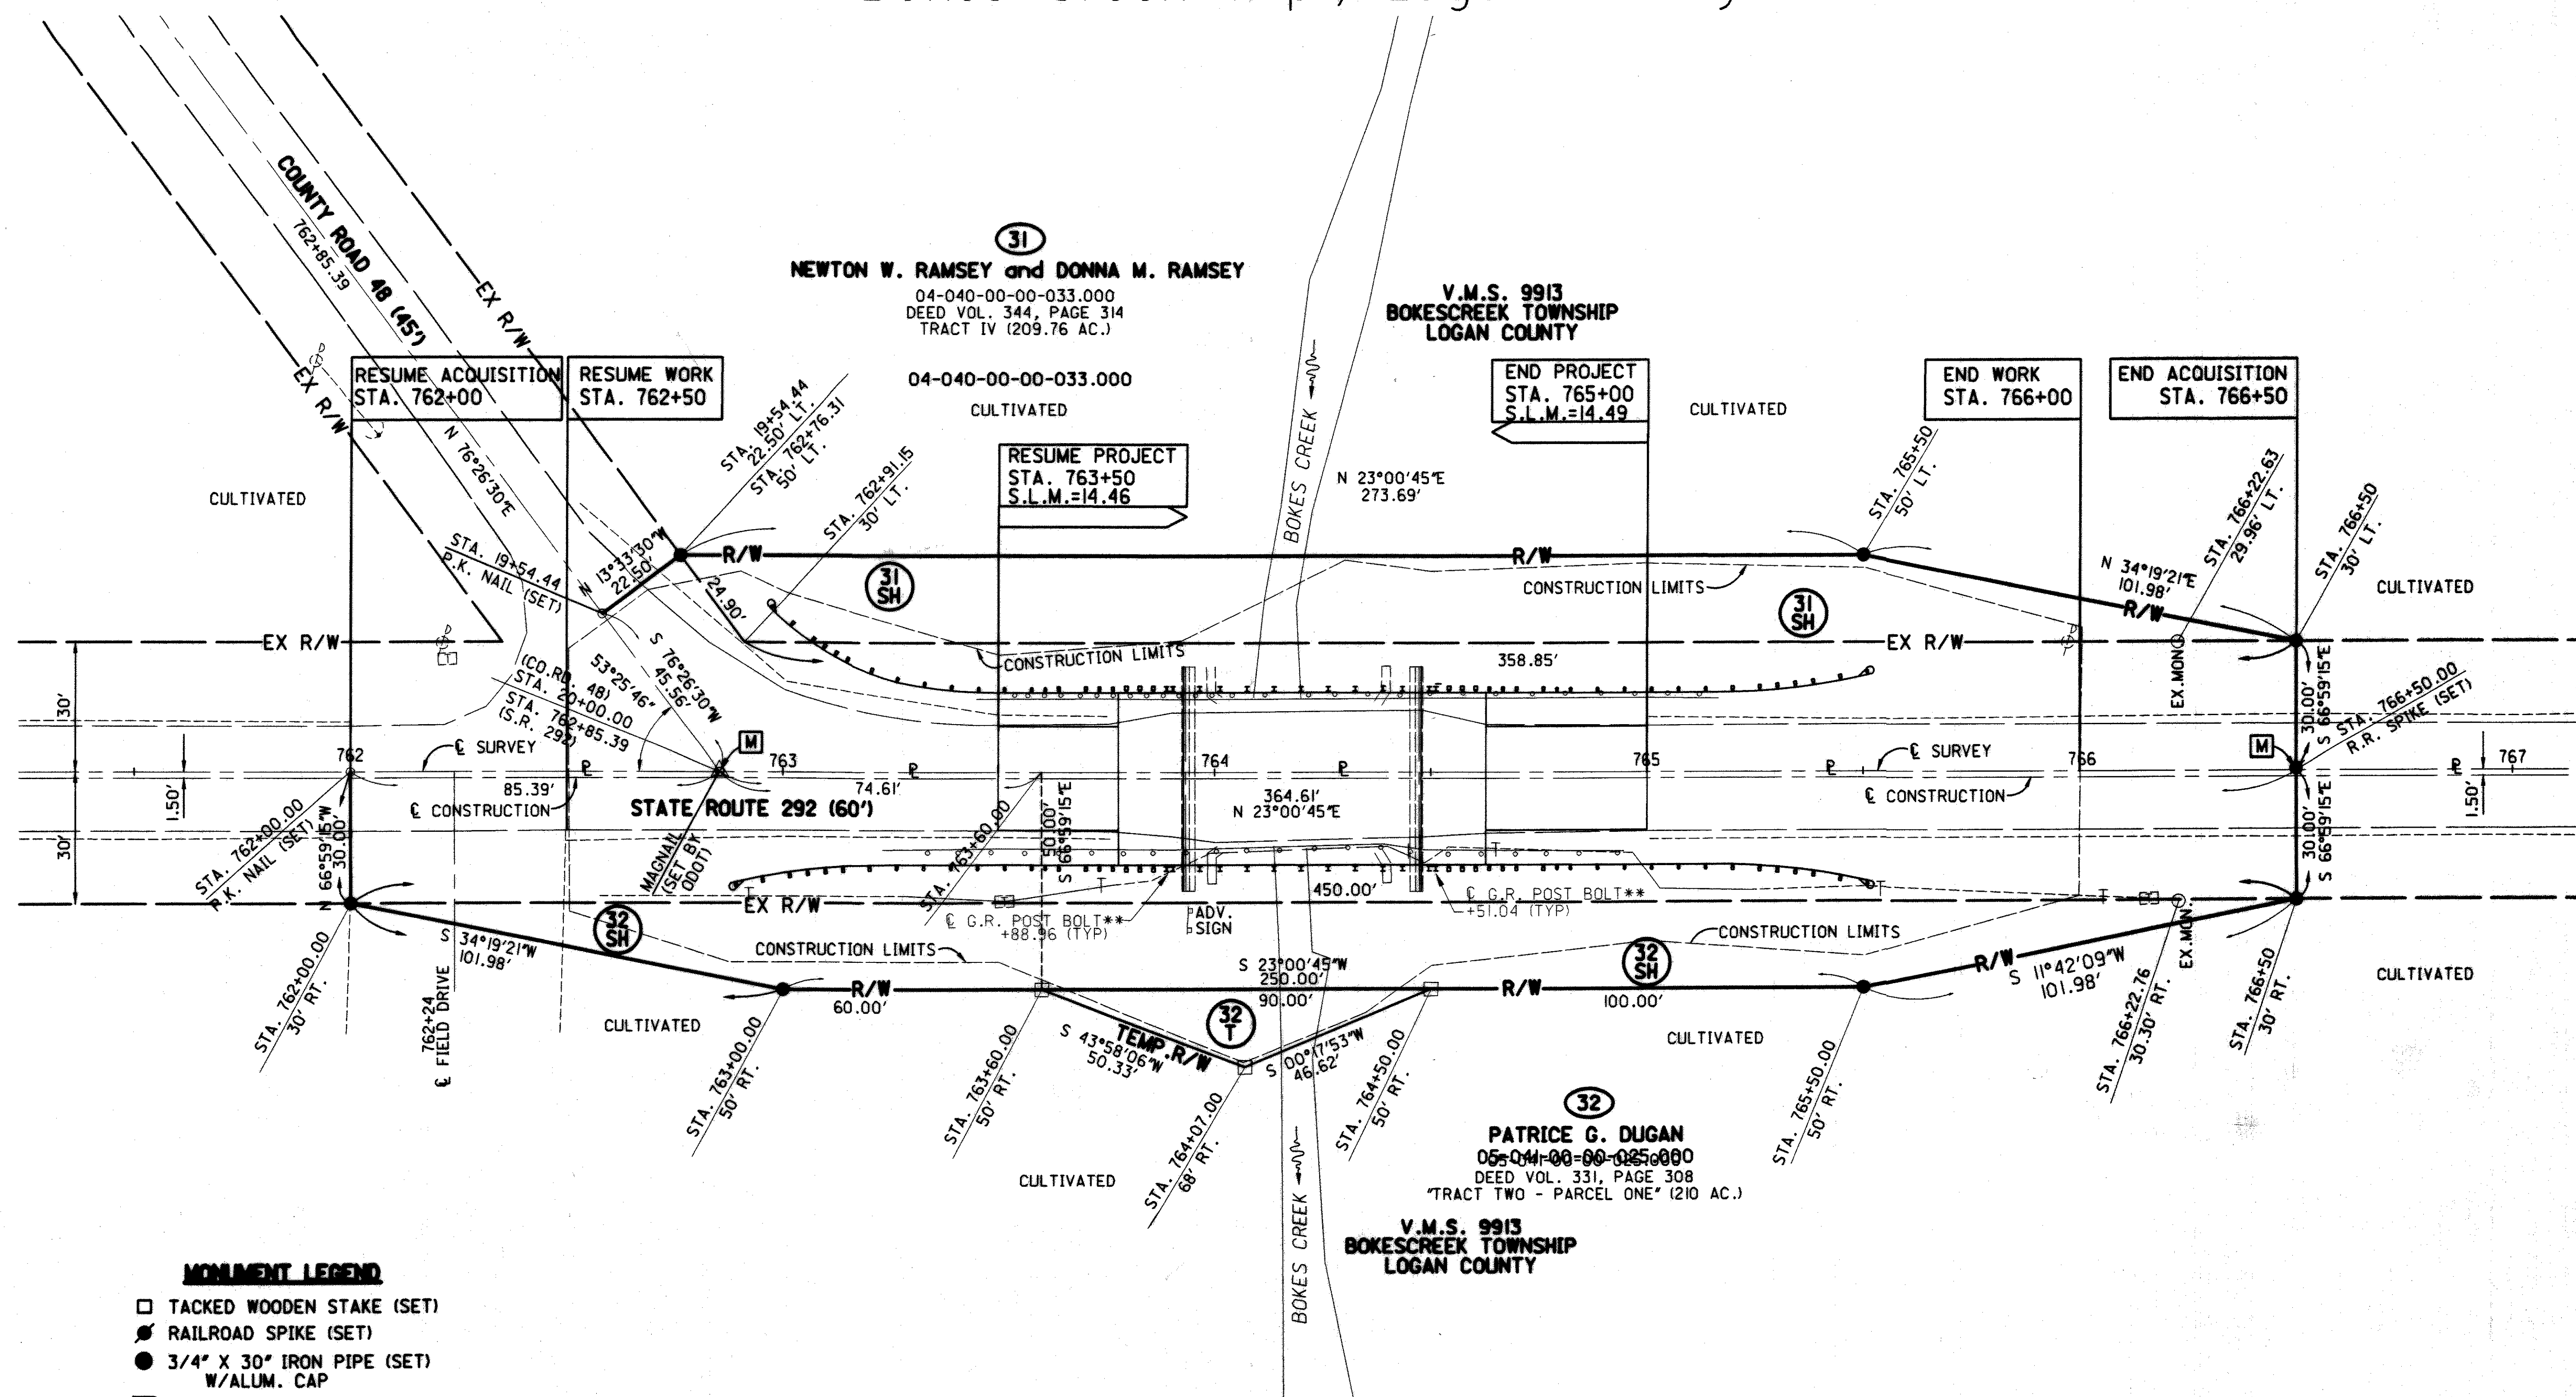 COUNTY ROAD 48 (45')
762+85.39
EX R/W
EX R/W
31
NEWTON W. RAMSEY and DONNA M. RAMSEY
04-040-00-00-033.000
DEED VOL. 344, PAGE 314
TRACT IV (209.76 AC.)
04-040-00-00-033.000
CULTIVATED
V.M.S. 9913
BOKESCREEK TOWNSHIP
LOGAN COUNTY
RESUME ACQUISITION
STA. 762+00
RESUME WORK
STA. 762+50
RESUME PROJECT
STA. 763+50
S.L.M.=14.46
END PROJECT
STA. 765+00
S.L.M.=14.49
CULTIVATED
END WORK
STA. 766+00
END ACQUISITION
STA. 766+50
N 76°26'30"E
STA. 19+54.44
22.50' LT.
STA. 762+76.31
50' LT.
STA. 762+91.15
30' LT.
BOKES CREEK
N 23°00'45"E
273.69'
STA. 765+50
50' LT.
STA. 766+22.63
29.96' LT.
STA. 766+50
30' LT.
CULTIVATED
STA. 19+54.44
P.K. NAIL (SET)
N 13°33'30"W
22.50'
R/W
R/W
24.90'
31
SH
CONSTRUCTION LIMITS
31
SH
N 34°19'21"E
101.98'
R/W
CULTIVATED
EX R/W
EX R/W
CONSTRUCTION LIMITS
358.85'
EX.MON.
S 66°59'15"E
30.00'
S 76°26'30"W
45.56'
53°25'46"
(CO.RD. 48)
STA. 20+00.00
STA. 762+85.39
(S.R. 292)
STA. 766+50.00
R.R. SPIKE (SET)
30'
30'
1.50'
762
℄ SURVEY
M
763
764
765
℄ SURVEY
766
M
767
1.50'
85.39'
℄ CONSTRUCTION
74.61'
STATE ROUTE 292 (60')
364.61'
N 23°00'45"E
℄ CONSTRUCTION
STA. 762+00.00
P.K. NAIL (SET)
N 66°59'15"W
30.00'
MAGNAIL
(SET BY
ODOT)
STA. 763+60.00
50.00'
S 66°59'15"E
30.00'
S 66°59'15"E
EX R/W
450.00'
℄ G.R. POST BOLT**
+88.96 (TYP)
ADV.
SIGN
℄ G.R. POST BOLT**
+51.04 (TYP)
EX.MON.
32
SH
S 34°19'21"W
101.98'
CONSTRUCTION LIMITS
S 23°00'45"W
250.00'
90.00'
32
SH
CONSTRUCTION LIMITS
R/W
S 11°42'09"W
101.98'
CULTIVATED
R/W
60.00'
R/W
100.00'
STA. 762+00.00
30' RT.
762+24
℄ FIELD DRIVE
CULTIVATED
STA. 763+00.00
50' RT.
STA. 763+60.00
50' RT.
TEMP.R/W
S 43°58'06"W
50.33'
32
T
S 00°17'53"W
46.62'
STA. 764+07.00
68' RT.
STA. 764+50.00
50' RT.
CULTIVATED
STA. 765+50.00
50' RT.
STA. 766+22.76
30.30' RT.
STA. 766+50
30' RT.
CULTIVATED
BOKES CREEK
32
PATRICE G. DUGAN
05-041-00-00-025.000
DEED VOL. 331, PAGE 308
"TRACT TWO - PARCEL ONE" (210 AC.)
V.M.S. 9913
BOKESCREEK TOWNSHIP
LOGAN COUNTY
MONUMENT LEGEND
TACKED WOODEN STAKE (SET)
RAILROAD SPIKE (SET)
3/4" X 30" IRON PIPE (SET)
W/ALUM. CAP